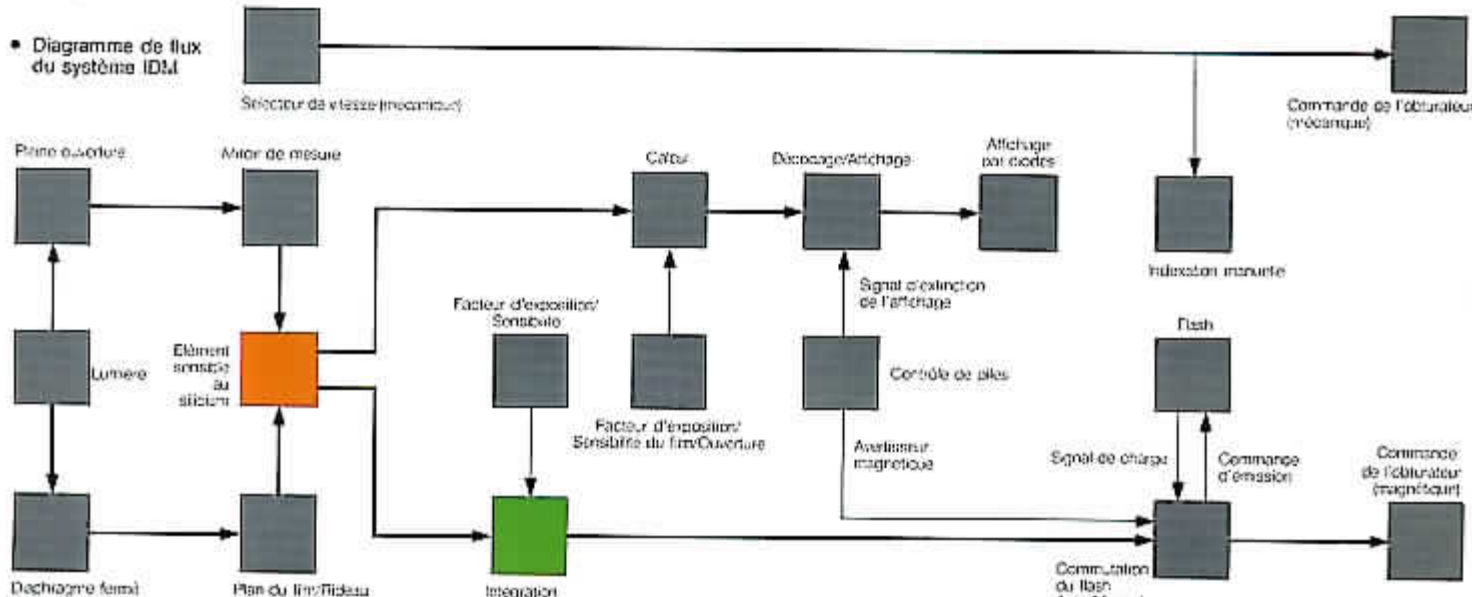 • Diagramme de flux
du système IDM
Sélecteur de vitesse (mécanique)
Commande de l'obturateur
(mécanique)
Pleine ouverture
Miroir de mesure
Calcul
Décodage/Affichage
Affichage
par diodes
Indexation manuelle
Signal d'extinction
de l'affichage
Facteur d'exposition/
Sensibilité
Flash
Lumière
Elément
sensible
au
silicium
Contrôle de piles
Facteur d'exposition/
Sensibilité du film/Ouverture
Avertisseur
magnétique
Signal de charge
Commande
d'émission
Commande
de l'obturateur
(magnétique)
Diaphragme fermé
Plan du film/Rideau
Intégration
Commutation
du flash